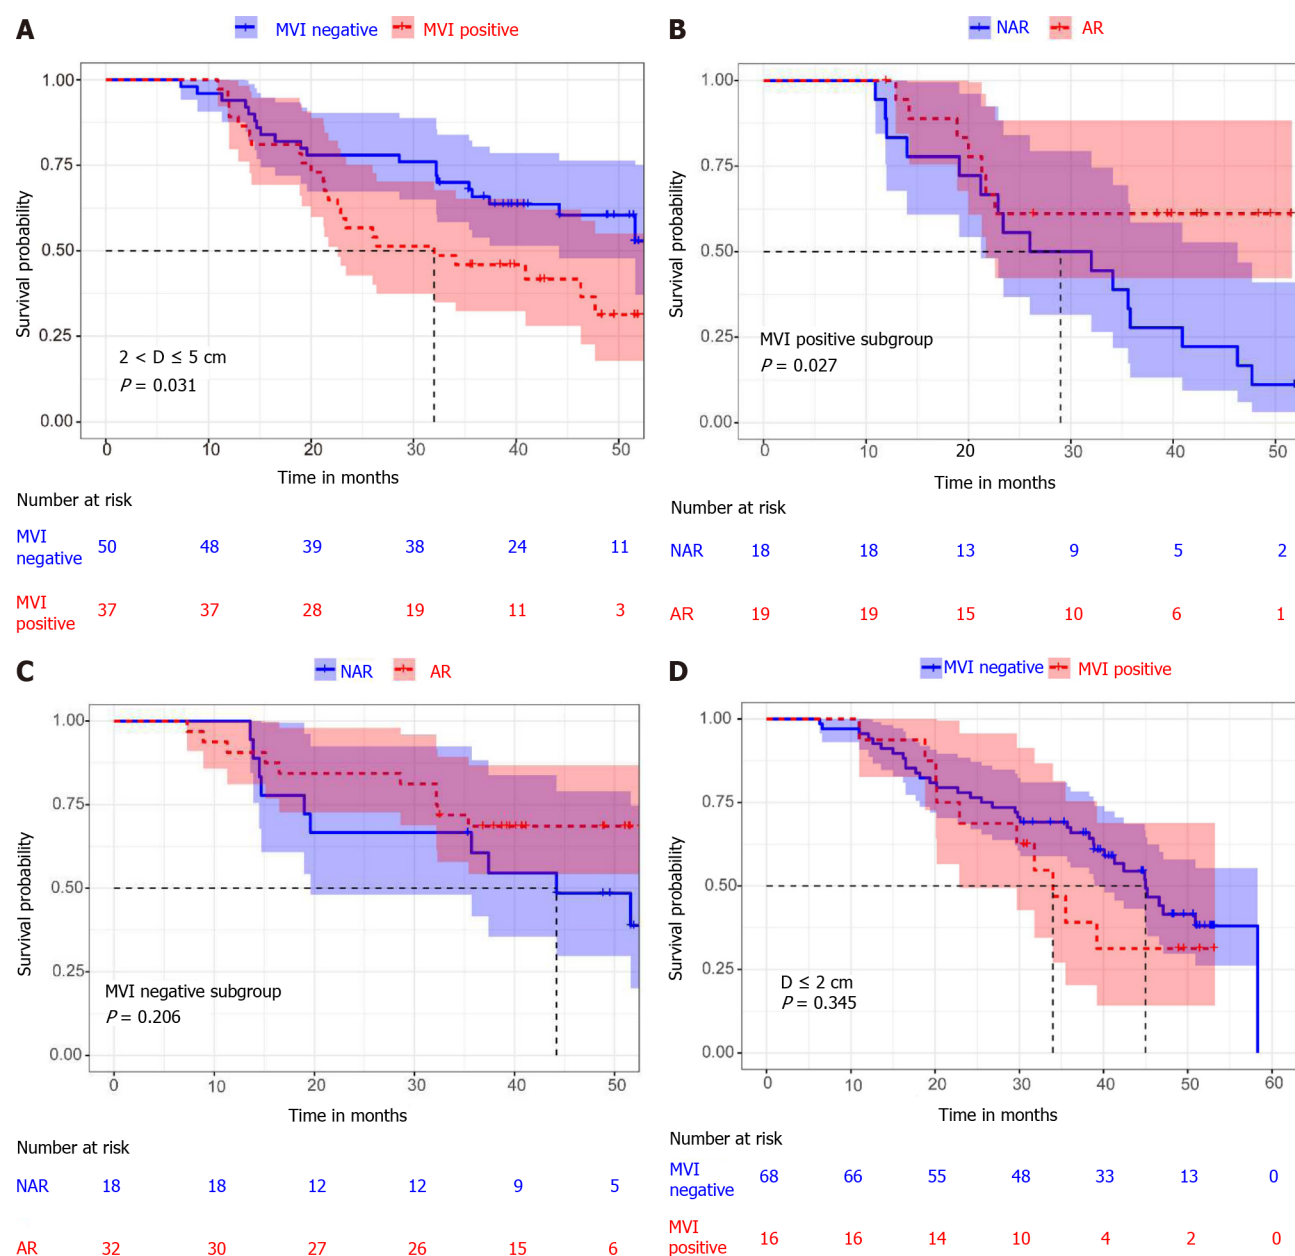 A
MVI negative MVI positive
1.00
0.75
0.50
0.25
0.00
Survival probability
2 < D ≤ 5 cm
P = 0.031
0 10 20 30 40 50
Time in months
Number at risk
MVI
negative 50 48 39 38 24 11
MVI
positive 37 37 28 19 11 3
B
NAR AR
1.00
0.75
0.50
0.25
0.00
Survival probability
MVI positive subgroup
P = 0.027
0 10 20 30 40 50
Time in months
Number at risk
NAR 18 18 13 9 5 2
AR 19 19 15 10 6 1
C
NAR AR
1.00
0.75
0.50
0.25
0.00
Survival probability
MVI negative subgroup
P = 0.206
0 10 20 30 40 50
Time in months
Number at risk
NAR 18 18 12 12 9 5
AR 32 30 27 26 15 6
D
MVI negative MVI positive
1.00
0.75
0.50
0.25
0.00
Survival probability
D ≤ 2 cm
P = 0.345
0 10 20 30 40 50 60
Time in months
Number at risk
MVI
negative 68 66 55 48 33 13 0
MVI
positive 16 16 14 10 4 2 0